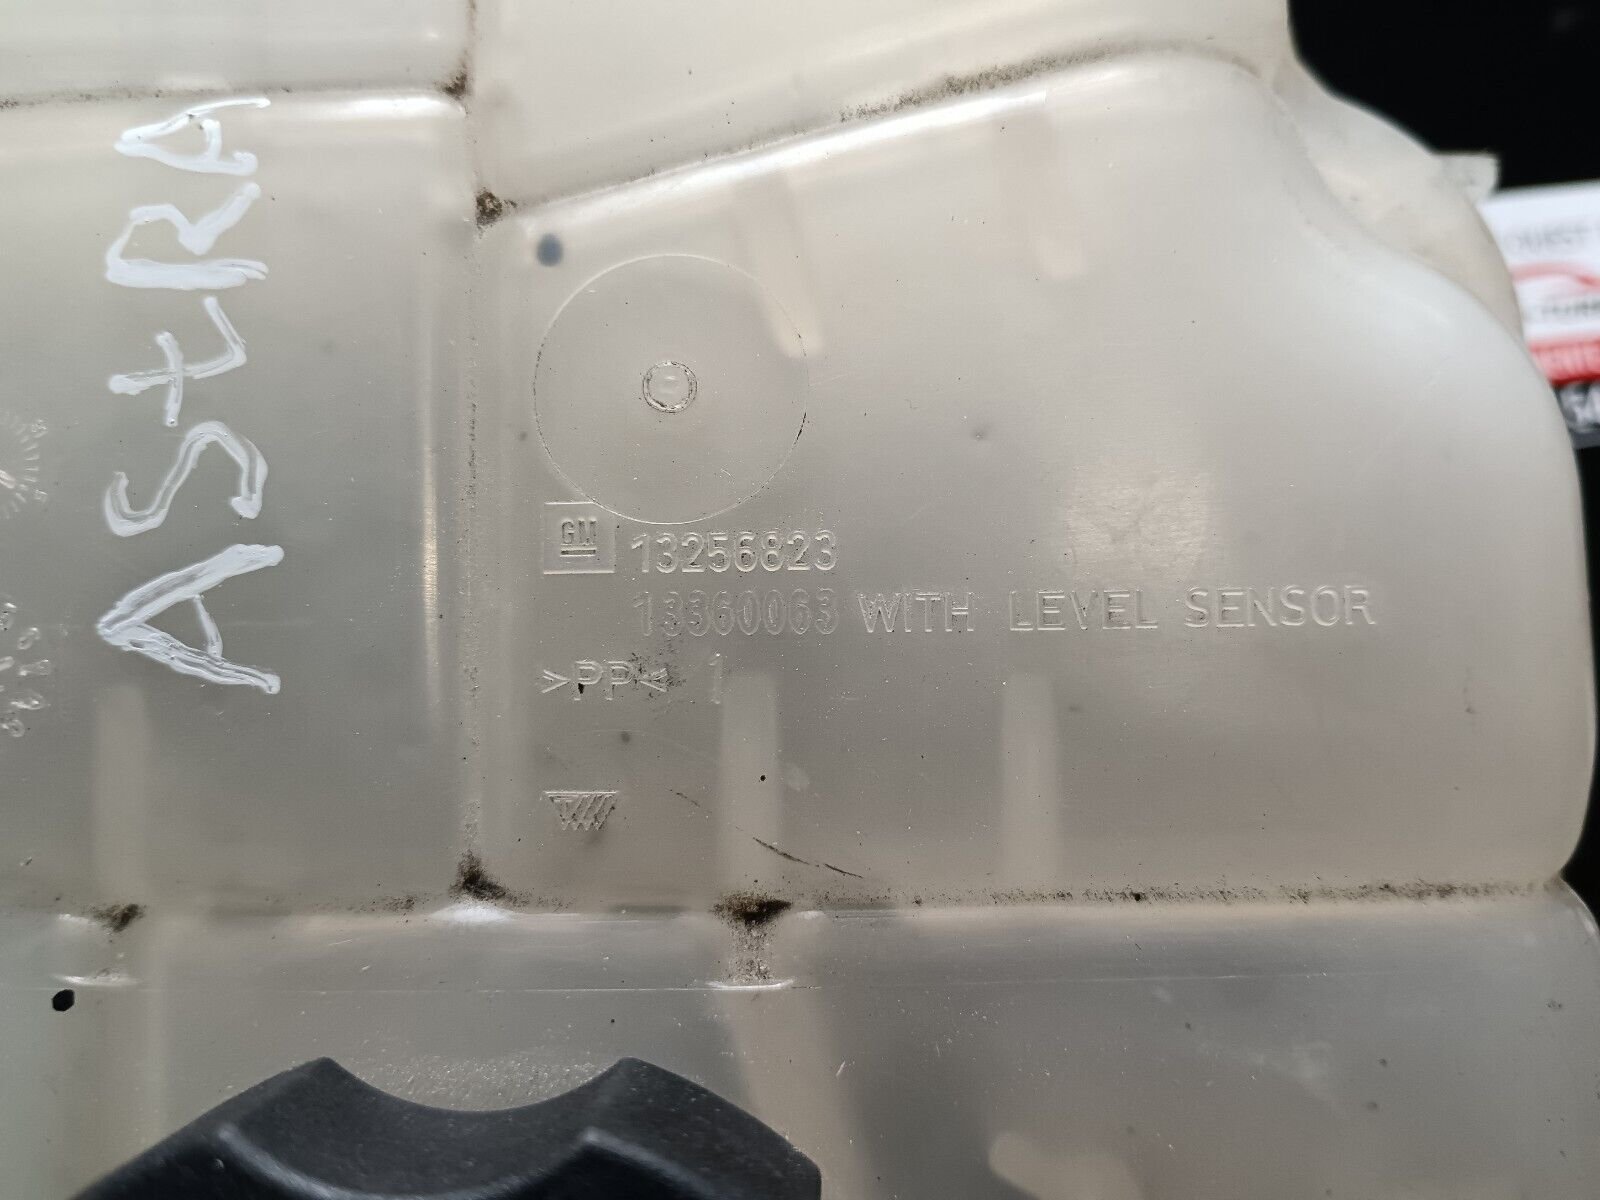 AStRA
GM
13256823
13360063 WITH LEVEL SENSOR
>PP< 1